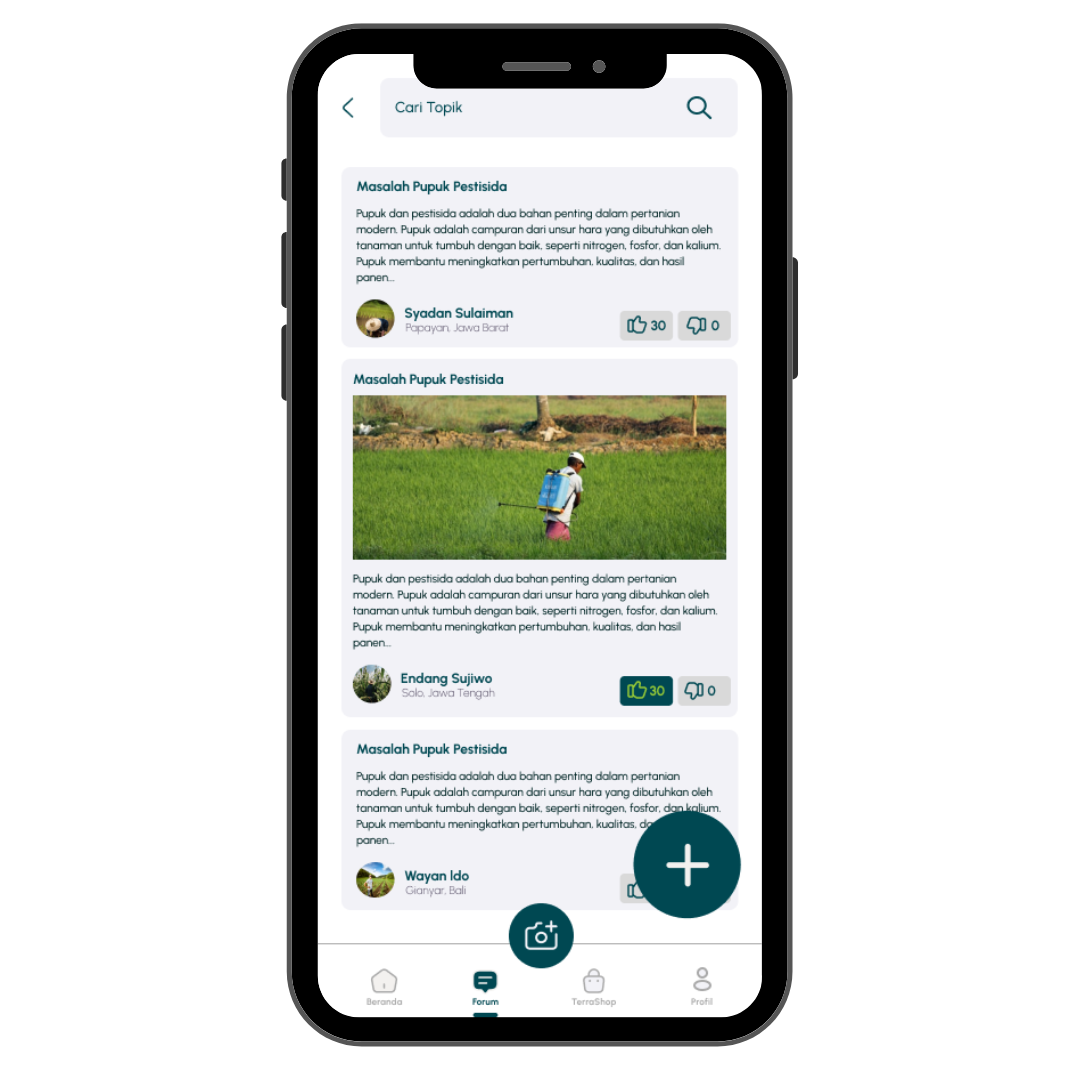 Cari Topik
Masalah Pupuk Pestisida
Pupuk dan pestisida adalah dua bahan penting dalam pertanian
modern. Pupuk adalah campuran dari unsur hara yang dibutuhkan oleh
tanaman untuk tumbuh dengan baik, seperti nitrogen, fosfor, dan kalium.
Pupuk membantu meningkatkan pertumbuhan, kualitas, dan hasil
panen...
Syadan Sulaiman
Papayan, Jawa Barat
30 0
Masalah Pupuk Pestisida
Pupuk dan pestisida adalah dua bahan penting dalam pertanian
modern. Pupuk adalah campuran dari unsur hara yang dibutuhkan oleh
tanaman untuk tumbuh dengan baik, seperti nitrogen, fosfor, dan kalium.
Pupuk membantu meningkatkan pertumbuhan, kualitas, dan hasil
panen...
Endang Sujiwo
Solo, Jawa Tengah
30 0
Masalah Pupuk Pestisida
Pupuk dan pestisida adalah dua bahan penting dalam pertanian
modern. Pupuk adalah campuran dari unsur hara yang dibutuhkan oleh
tanaman untuk tumbuh dengan baik, seperti nitrogen, fosfor, dan kalium.
Pupuk membantu meningkatkan pertumbuhan, kualitas,
panen...
Wayan Ido
Gianyar, Bali
Beranda Forum TerraShop Profil